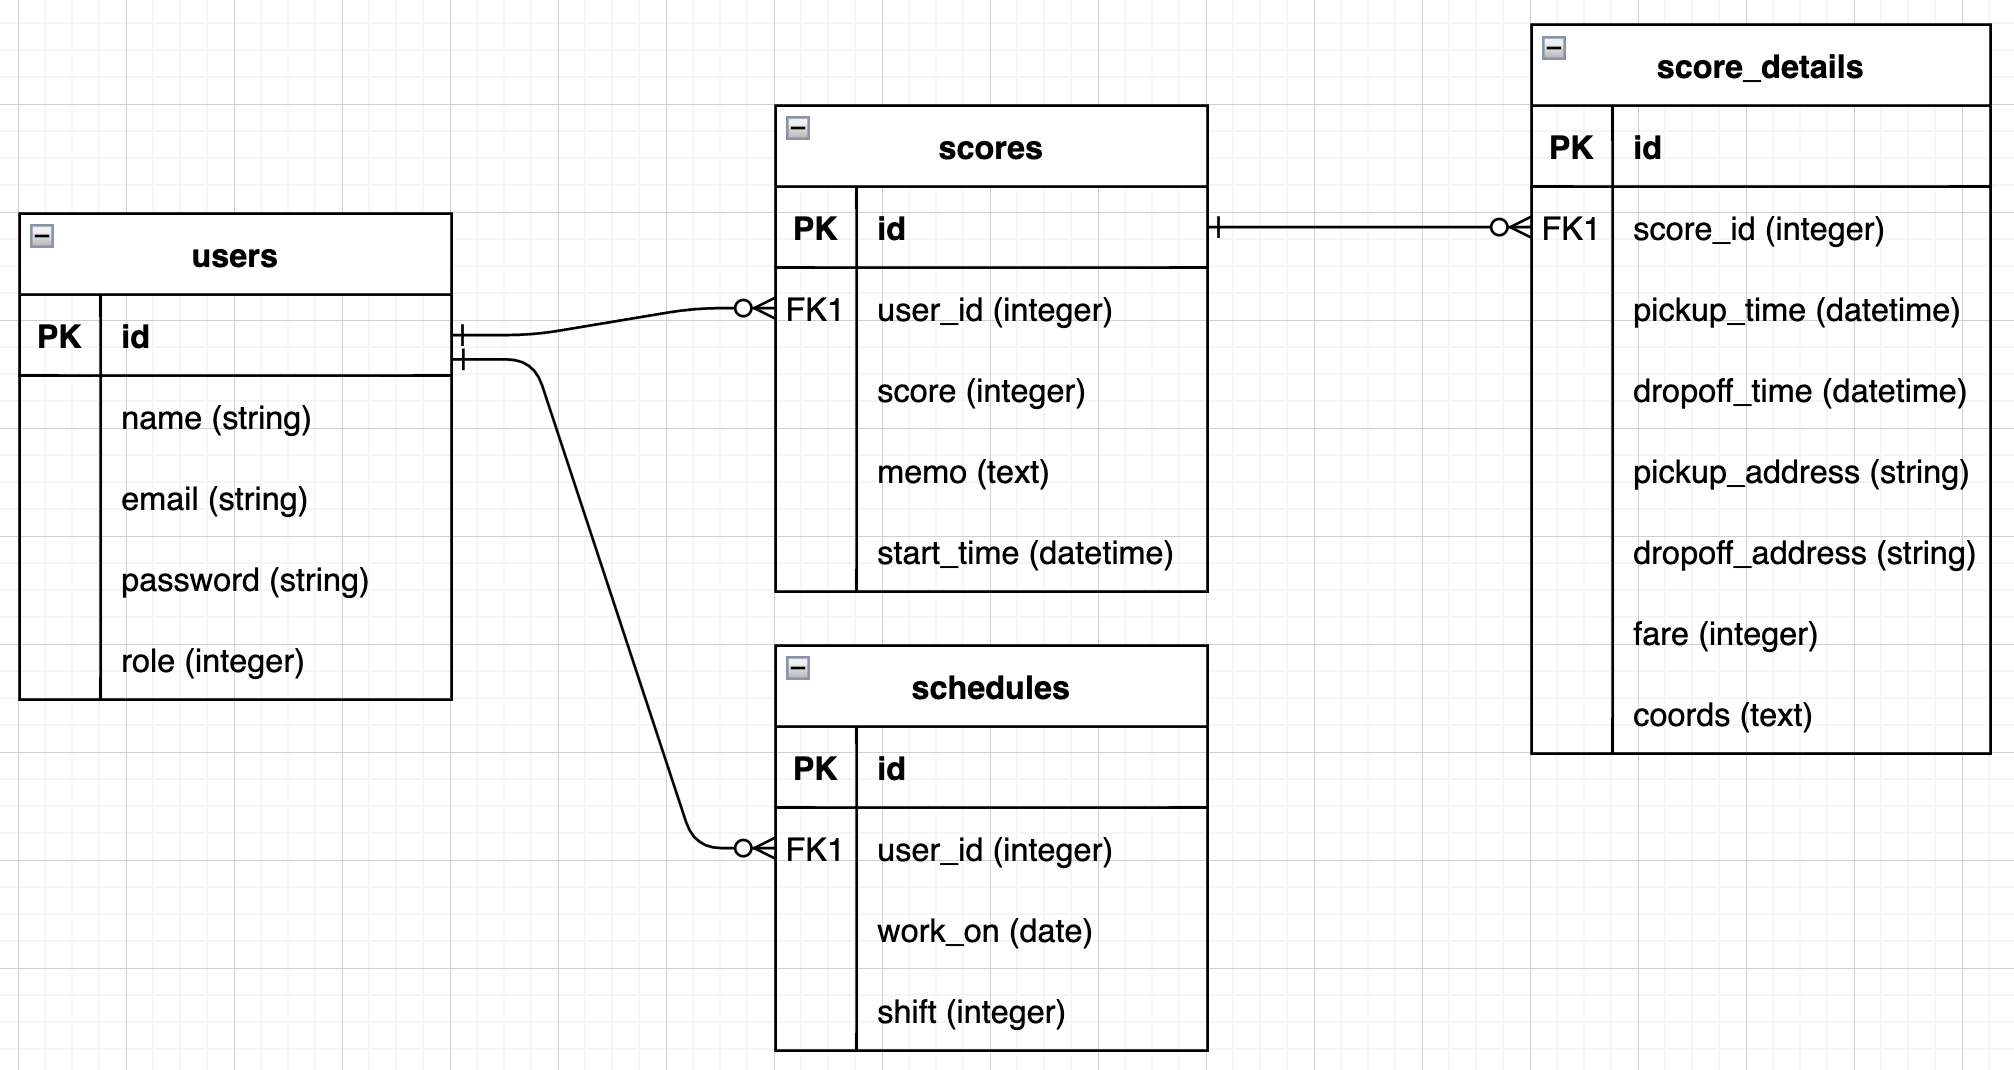 users
PK id
name (string)
email (string)
password (string)
role (integer)
scores
PK id
FK1 user_id (integer)
score (integer)
memo (text)
start_time (datetime)
schedules
PK id
FK1 user_id (integer)
work_on (date)
shift (integer)
score_details
PK id
FK1 score_id (integer)
pickup_time (datetime)
dropoff_time (datetime)
pickup_address (string)
dropoff_address (string)
fare (integer)
coords (text)